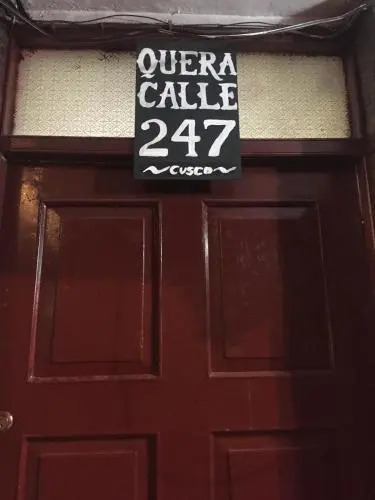 QUERA
CALLE
247
~CUSCO~